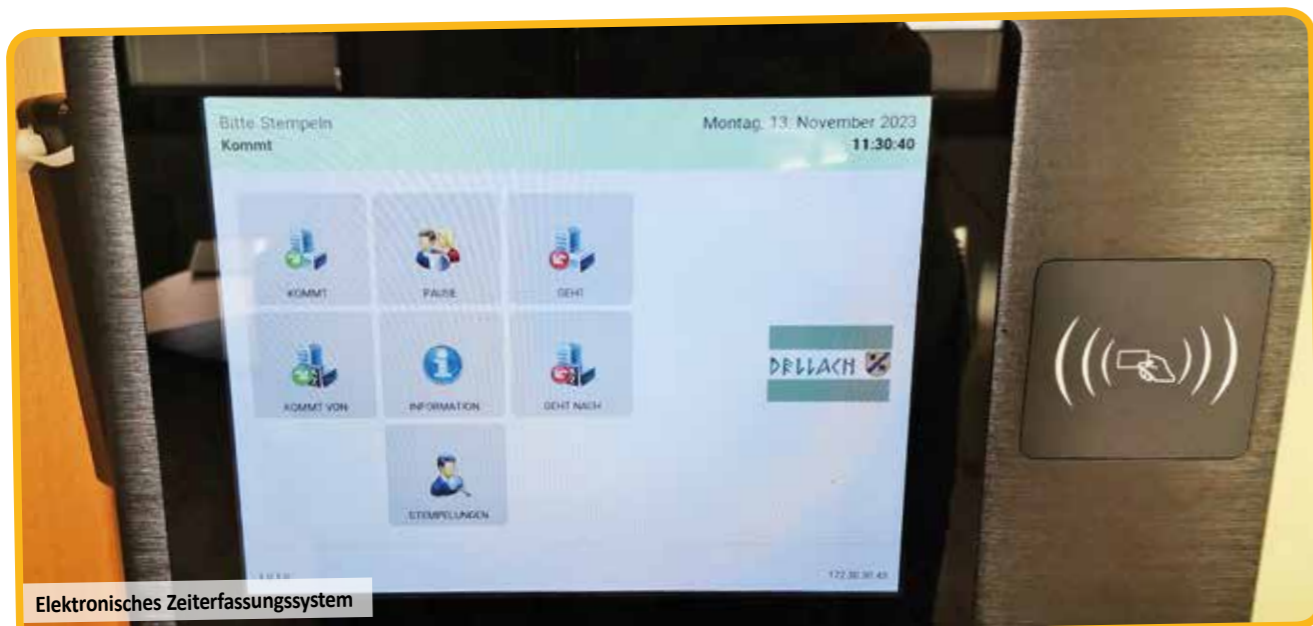 Bitte Stempeln
Kommt
Montag, 13. November 2023
11:30:40
KOMMT
PAUSE
GEHT
KOMMT VON
INFORMATION
GEHT NACH
DELLACH
STEMPELUNGEN
Elektronisches Zeiterfassungssystem